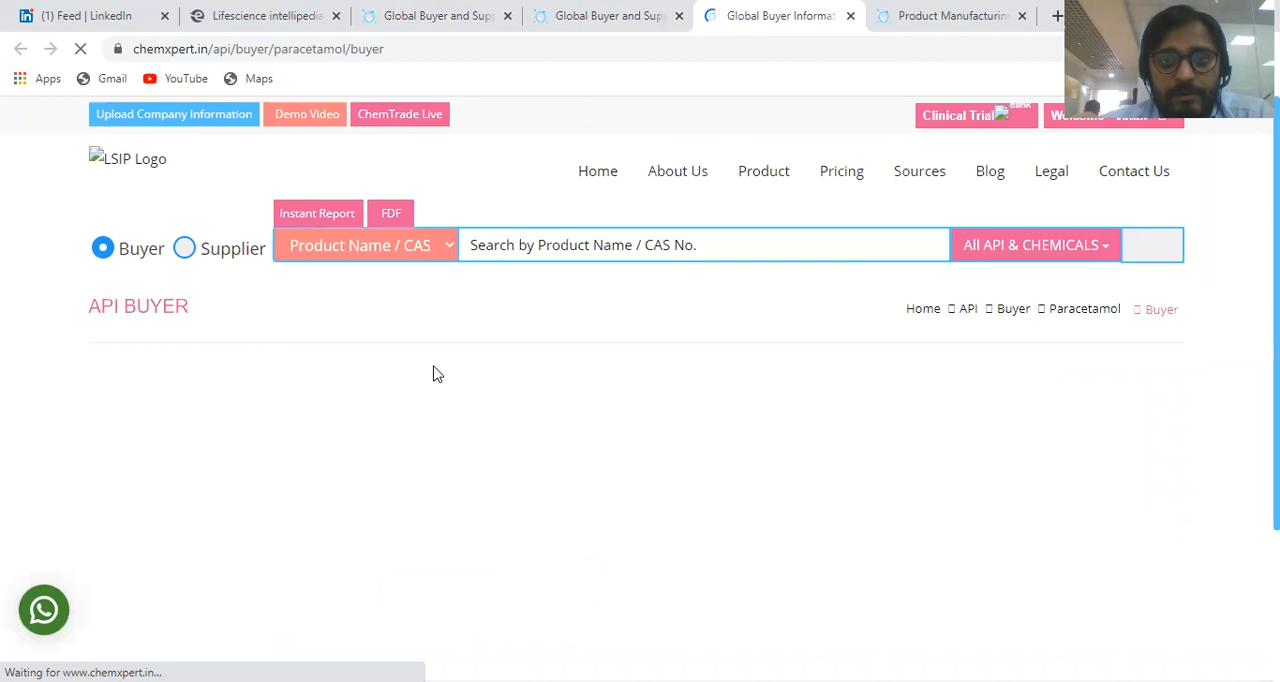 (1) Feed | LinkedIn
Lifescience intellipedia
Global Buyer and Supp
Global Buyer and Supp
Global Buyer Informat
Product Manufacturin
chemxpert.in/api/buyer/paracetamol/buyer
Apps Gmail YouTube Maps
Upload Company Information Demo Video ChemTrade Live Clinical Trial
LSIP Logo
Home About Us Product Pricing Sources Blog Legal Contact Us
Instant Report FDF
Buyer Supplier Product Name / CAS Search by Product Name / CAS No. All API & CHEMICALS
API BUYER
Home API Buyer Paracetamol Buyer
Waiting for www.chemxpert.in...